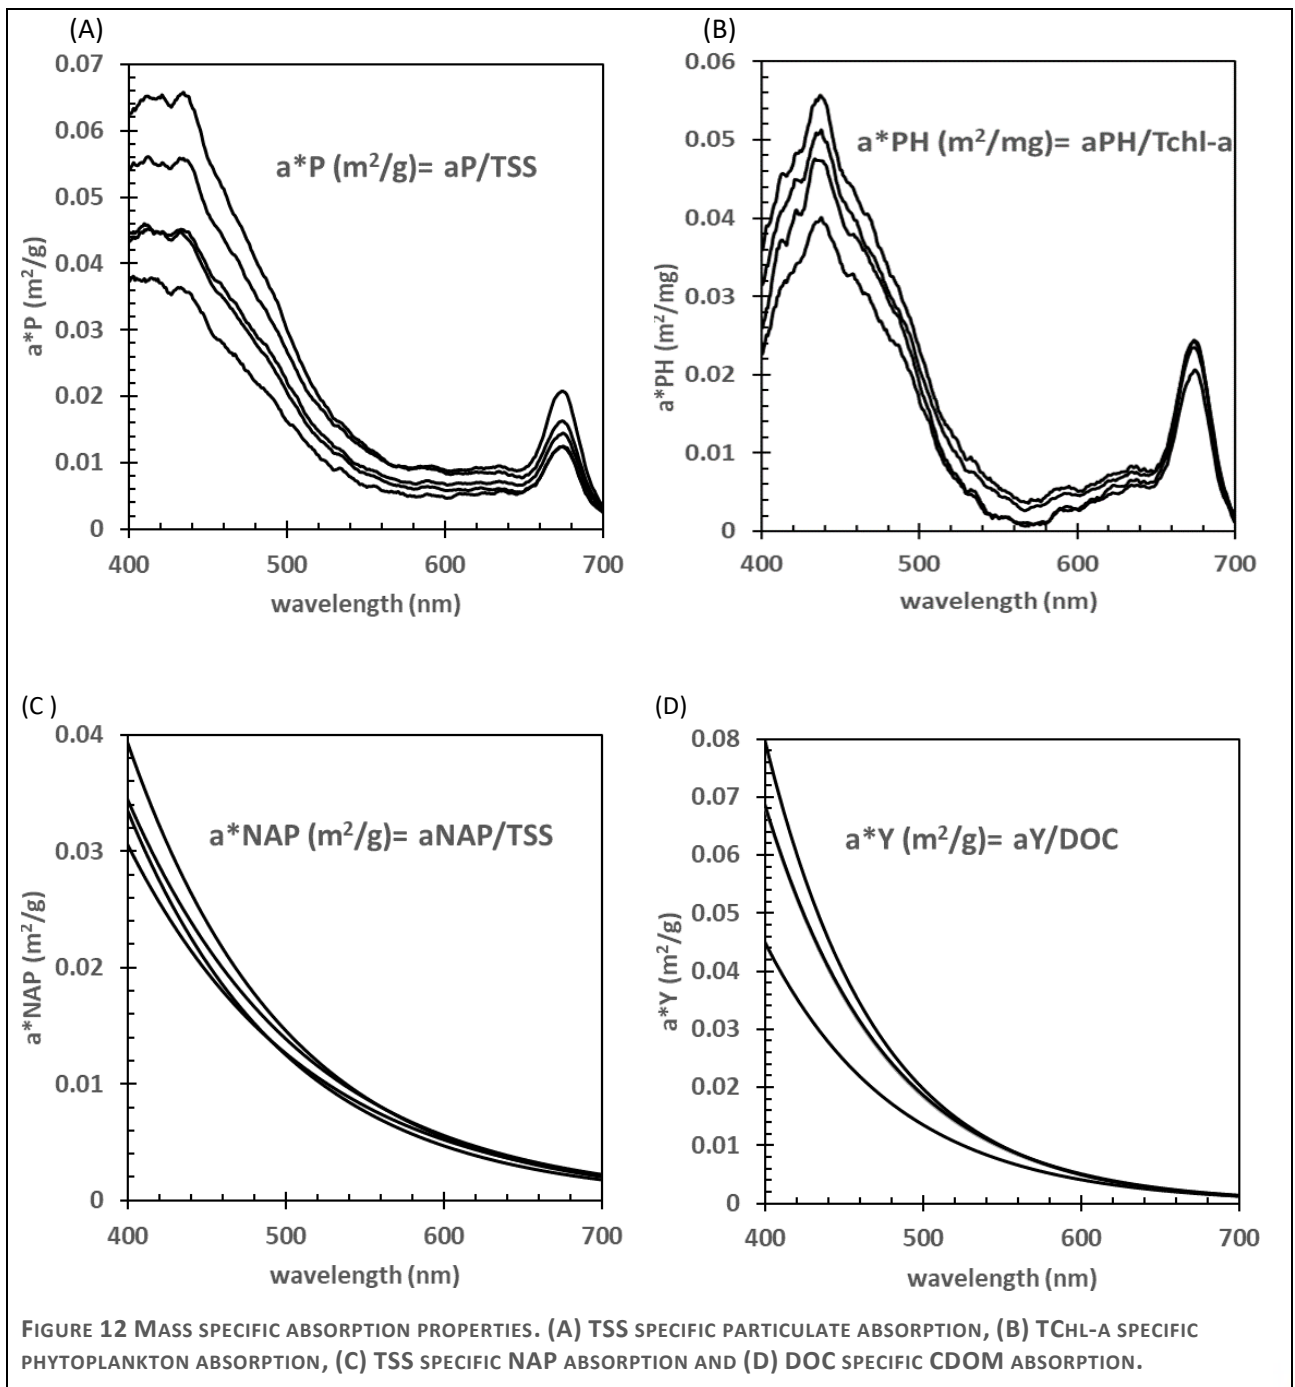 (A)
0.07
0.06
0.05
0.04
0.03
0.02
0.01
0
a*P (m²/g)
a*P (m²/g)= aP/TSS
400 500 600 700
wavelength (nm)
(B)
0.06
0.05
0.04
0.03
0.02
0.01
0
a*PH (m²/mg)
a*PH (m²/mg)= aPH/Tchl-a
400 500 600 700
wavelength (nm)
(C )
0.04
0.03
0.02
0.01
0
a*NAP (m²/g)
a*NAP (m²/g)= aNAP/TSS
400 500 600 700
wavelength (nm)
(D)
0.08
0.07
0.06
0.05
0.04
0.03
0.02
0.01
0
a*Y (m²/g)
a*Y (m²/g)= aY/DOC
400 500 600 700
wavelength (nm)
FIGURE 12 MASS SPECIFIC ABSORPTION PROPERTIES. (A) TSS SPECIFIC PARTICULATE ABSORPTION, (B) TCHL-A SPECIFIC
PHYTOPLANKTON ABSORPTION, (C) TSS SPECIFIC NAP ABSORPTION AND (D) DOC SPECIFIC CDOM ABSORPTION.